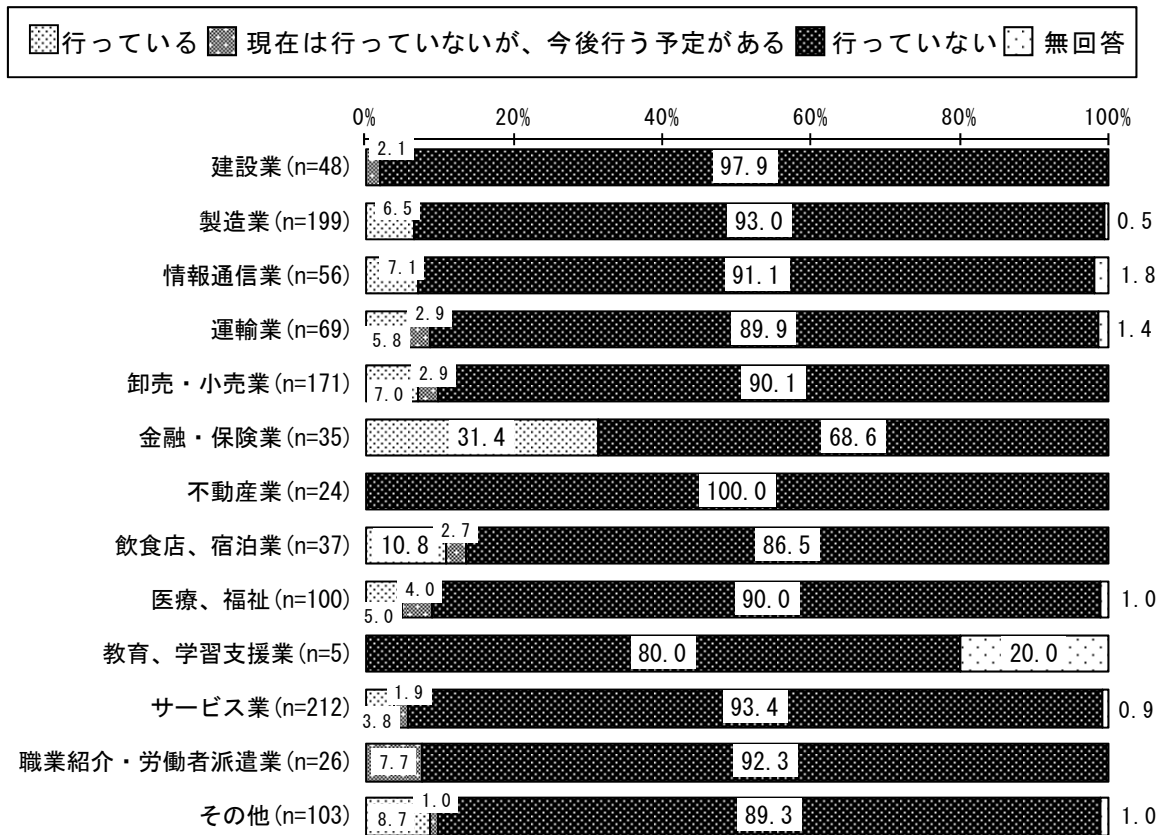 行っている 現在は行っていないが、今後行う予定がある 行っていない 無回答
0% 20% 40% 60% 80% 100%
建設業(n=48) 2.1 97.9
製造業(n=199) 6.5 93.0 0.5
情報通信業(n=56) 7.1 91.1 1.8
運輸業(n=69) 5.8 2.9 89.9 1.4
卸売・小売業(n=171) 7.0 2.9 90.1
金融・保険業(n=35) 31.4 68.6
不動産業(n=24) 100.0
飲食店、宿泊業(n=37) 10.8 2.7 86.5
医療、福祉(n=100) 5.0 4.0 90.0 1.0
教育、学習支援業(n=5) 80.0 20.0
サービス業(n=212) 3.8 1.9 93.4 0.9
職業紹介・労働者派遣業(n=26) 7.7 92.3
その他(n=103) 8.7 1.0 89.3 1.0